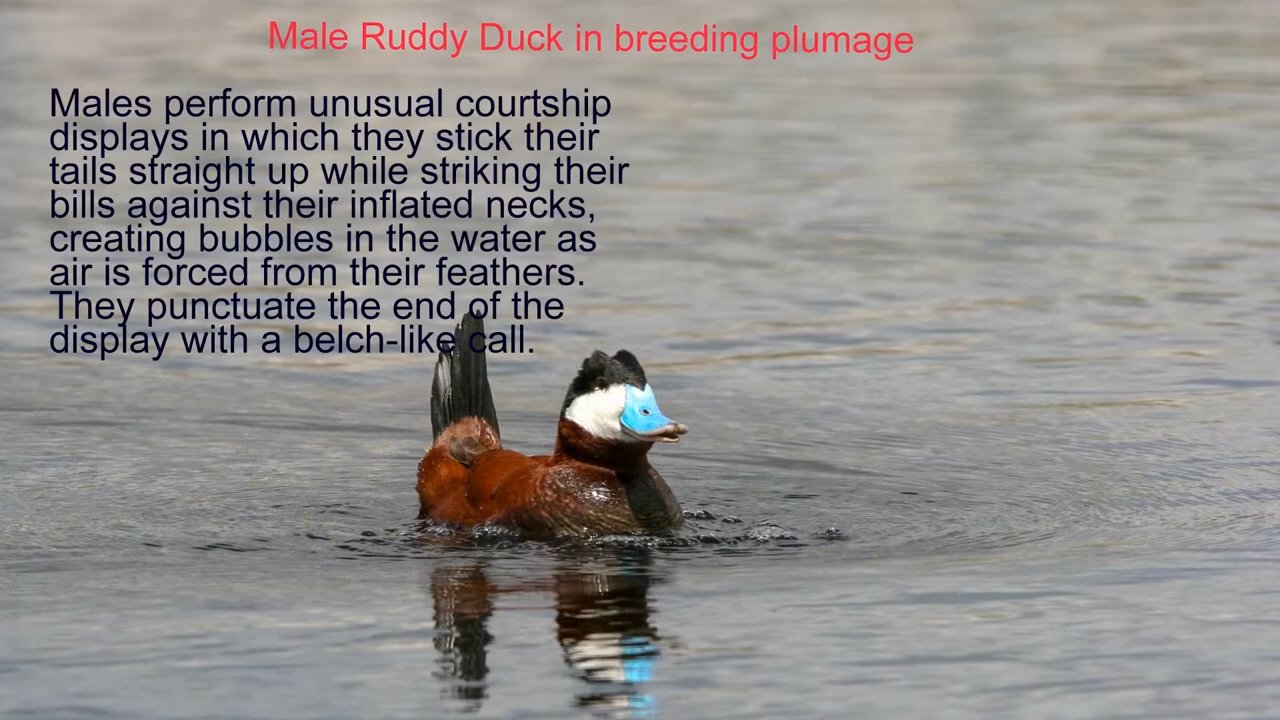 Male Ruddy Duck in breeding plumage
Males perform unusual courtship
displays in which they stick their
tails straight up while striking their
bills against their inflated necks,
creating bubbles in the water as
air is forced from their feathers.
They punctuate the end of the
display with a belch-like call.